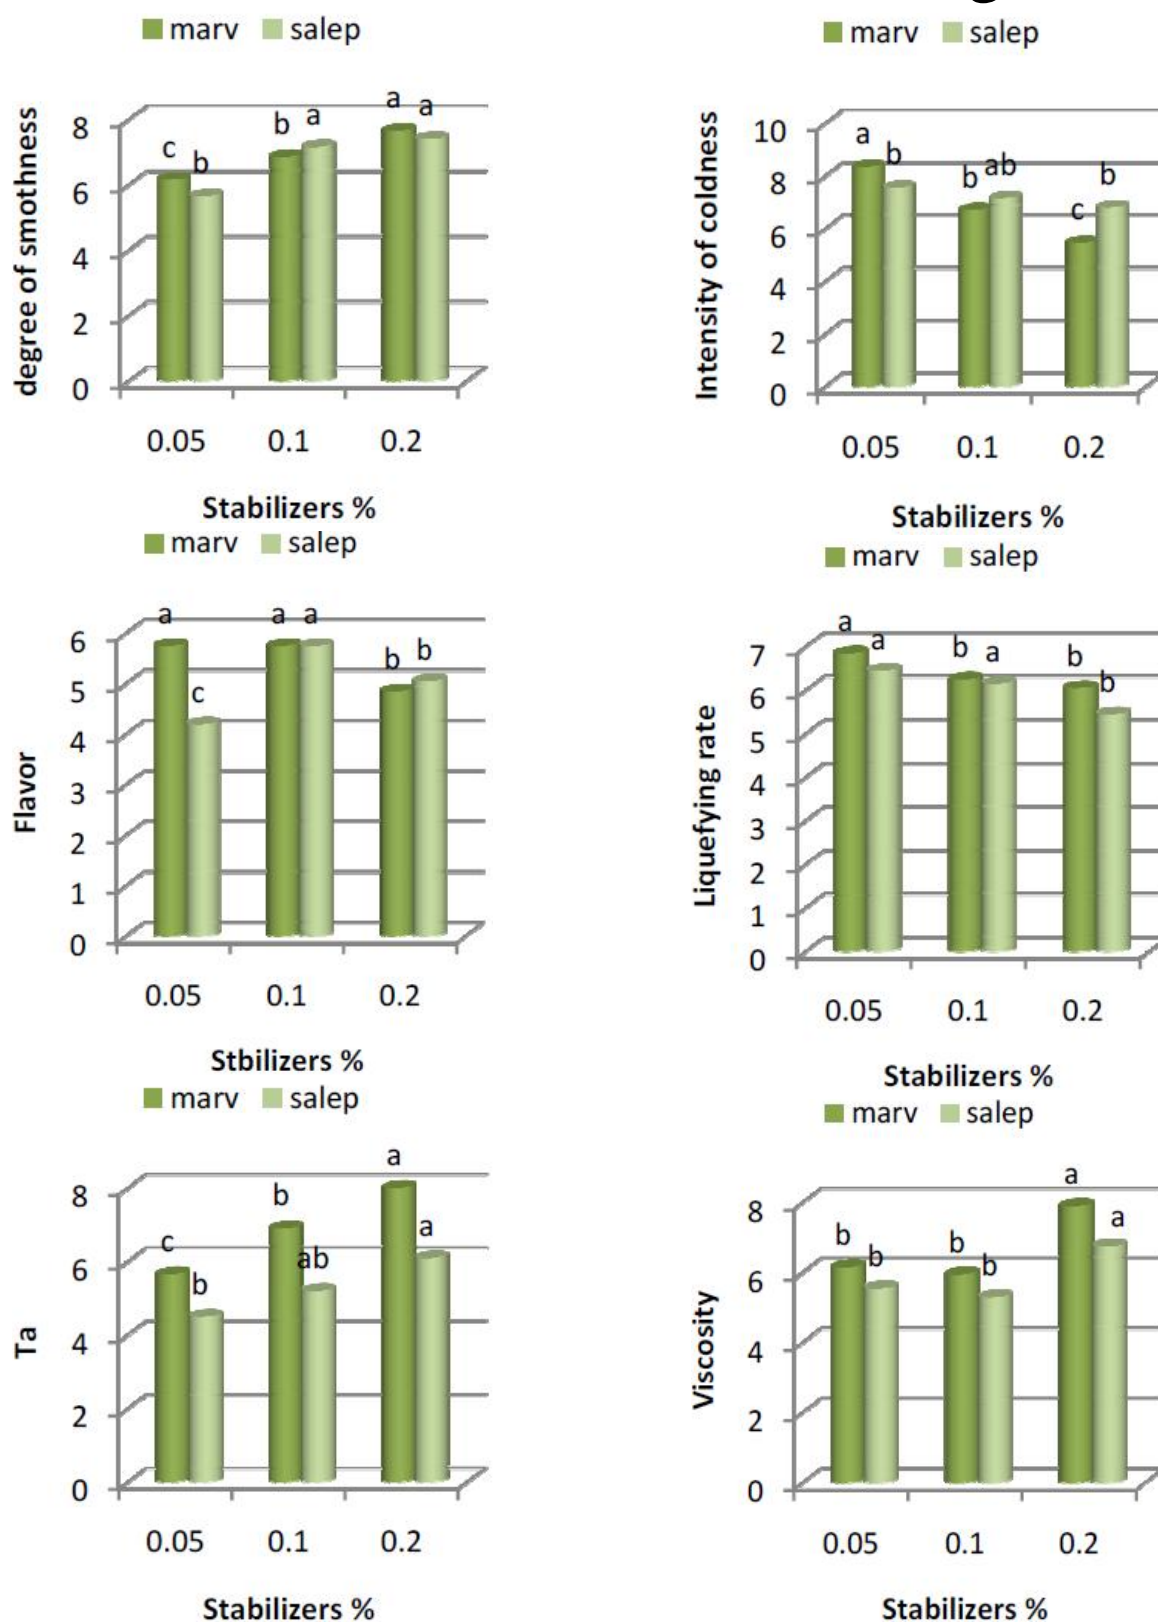 marv salep
degree of smothness
8
6
4
2
0
c b b a a a
0.05 0.1 0.2
Stabilizers %
marv salep
Intensity of coldness
10
8
6
4
2
0
a b b ab c b
0.05 0.1 0.2
Stabilizers %
marv salep
Flavor
6
5
4
3
2
1
0
a c a a b b
0.05 0.1 0.2
Stbilizers %
marv salep
Liquefying rate
7
6
5
4
3
2
1
0
a a b a b b
0.05 0.1 0.2
Stabilizers %
marv salep
Ta
8
6
4
2
0
c b b ab a a
0.05 0.1 0.2
Stabilizers %
marv salep
Viscosity
8
6
4
2
0
b b b b a a
0.05 0.1 0.2
Stabilizers %